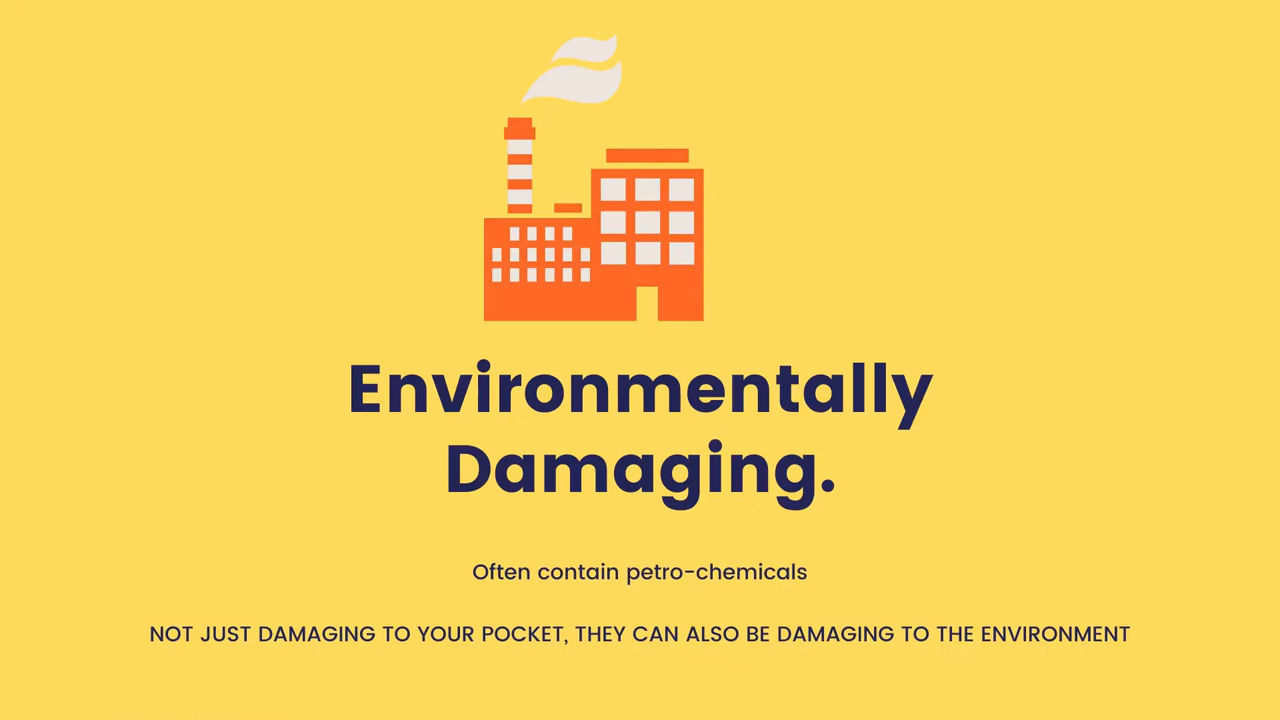 Environmentally
Damaging.
Often contain petro-chemicals
NOT JUST DAMAGING TO YOUR POCKET, THEY CAN ALSO BE DAMAGING TO THE ENVIRONMENT